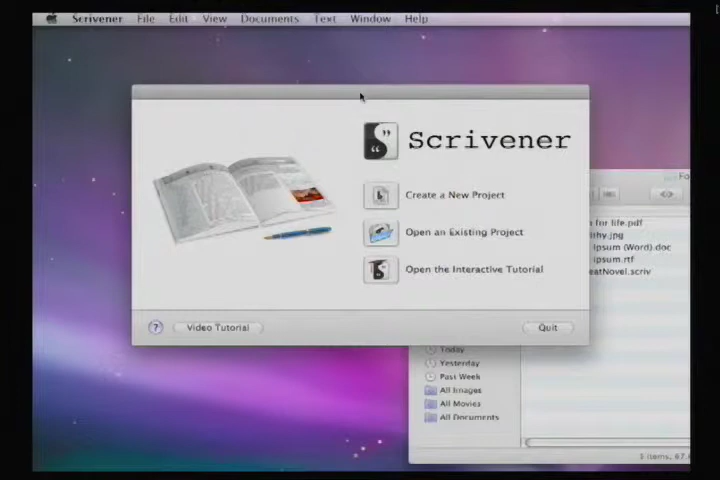 Scrivener File Edit View Documents Text Window Help
Scrivener
Create a New Project
Open an Existing Project
Open the Interactive Tutorial
? Video Tutorial Quit
for life.pdf
lthy.jpg
Ipsum (Word).doc
ipsum.rtf
eatNovel.scriv
Today
Yesterday
Past Week
All Images
All Movies
All Documents